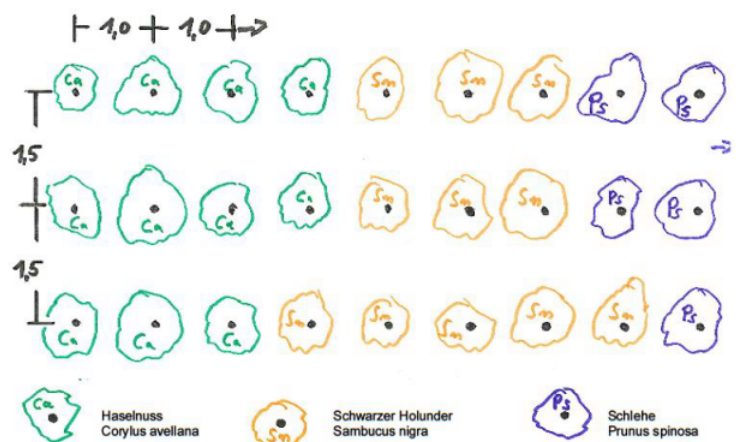 1,0 1,0
Ca Ca Ca Ca Sn Sn Sn Ps Ps
1,5
Ca Ca Ca Ca Sn Sn Sn Ps Ps
1,5
Ca Ca Ca Sn Sn Sn Sn Sn Ps
Ca Haselnuss Sn Schwarzer Holunder Ps Schlehe
Corylus avellana Sambucus nigra Prunus spinosa